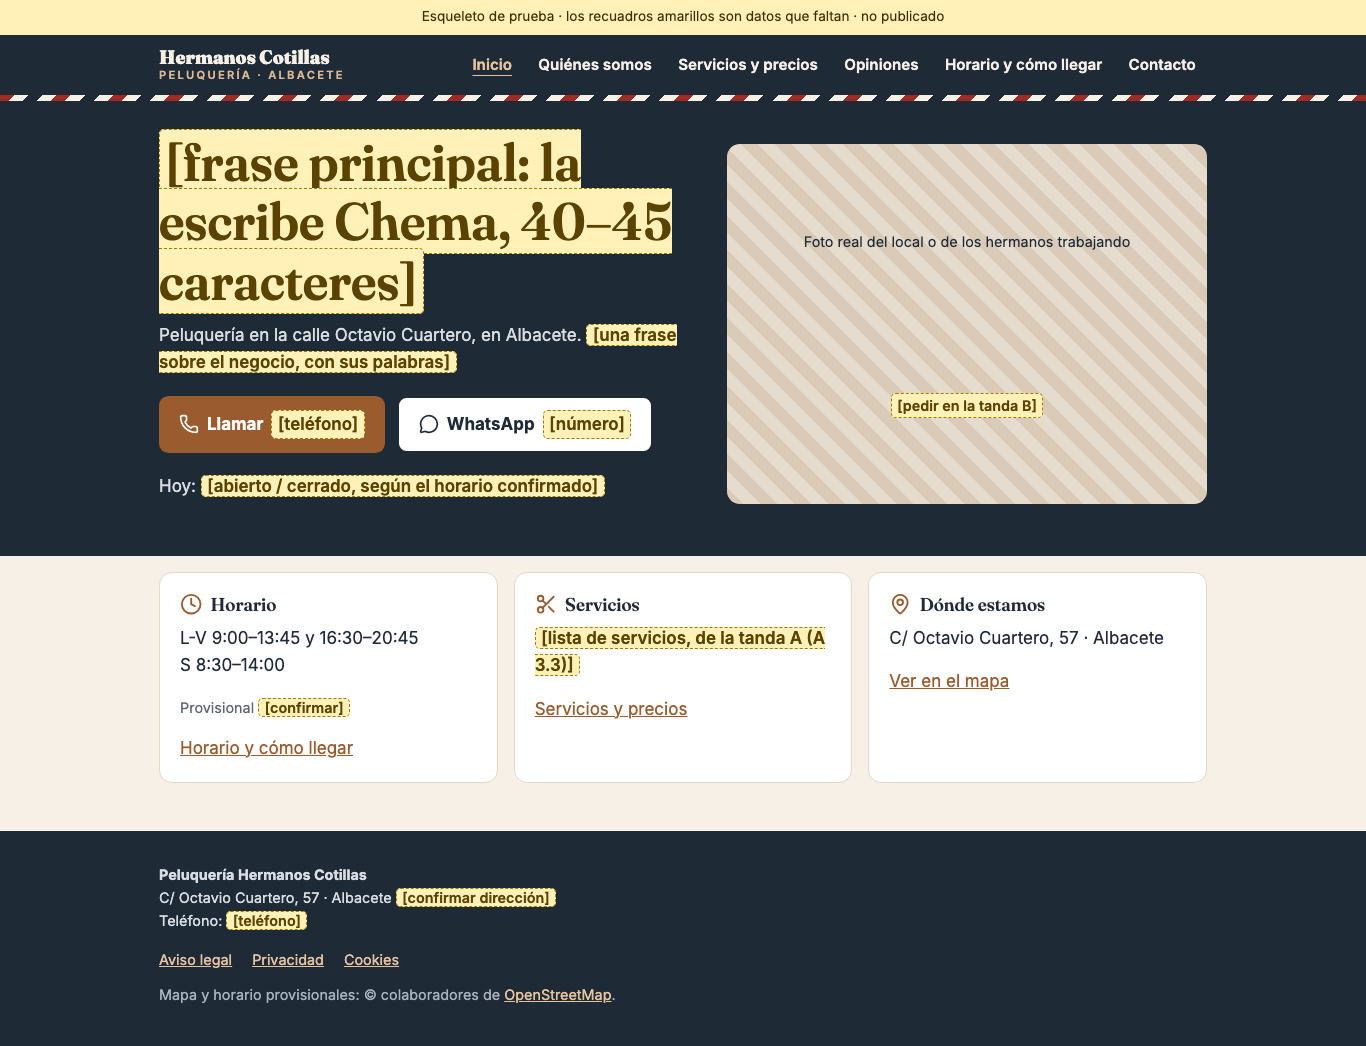 Esqueleto de prueba · los recuadros amarillos son datos que faltan · no publicado
Hermanos Cotillas
PELUQUERÍA · ALBACETE
Inicio
Quiénes somos
Servicios y precios
Opiniones
Horario y cómo llegar
Contacto
[frase principal: la
escribe Chema, 40–45
caracteres]
Peluquería en la calle Octavio Cuartero, en Albacete. [una frase
sobre el negocio, con sus palabras]
Llamar [teléfono]
WhatsApp [número]
Hoy: [abierto / cerrado, según el horario confirmado]
Foto real del local o de los hermanos trabajando
[pedir en la tanda B]
Horario
L-V 9:00–13:45 y 16:30–20:45
S 8:30–14:00
Provisional [confirmar]
Horario y cómo llegar
Servicios
[lista de servicios, de la tanda A (A
3.3)]
Servicios y precios
Dónde estamos
C/ Octavio Cuartero, 57 · Albacete
Ver en el mapa
Peluquería Hermanos Cotillas
C/ Octavio Cuartero, 57 · Albacete [confirmar dirección]
Teléfono: [teléfono]
Aviso legal
Privacidad
Cookies
Mapa y horario provisionales: © colaboradores de OpenStreetMap.